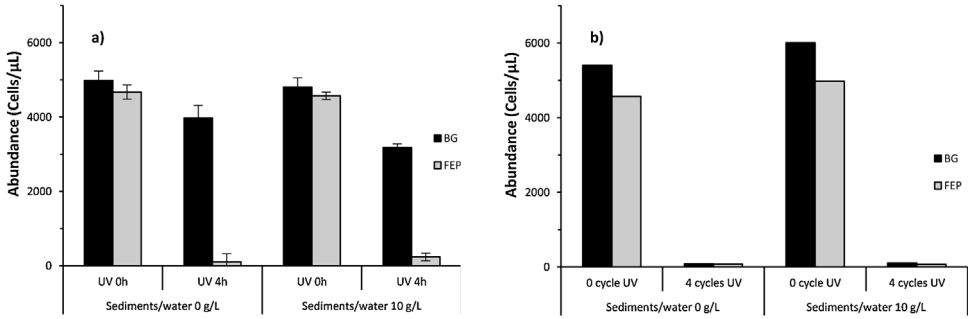 a)
Abundance (Cells/µL)
6000
4000
2000
0
BG
FEP
UV 0h
UV 4h
UV 0h
UV 4h
Sediments/water 0 g/L
Sediments/water 10 g/L
b)
Abundance (Cells/µL)
6000
4000
2000
0
BG
FEP
0 cycle UV
4 cycles UV
0 cycle UV
4 cycles UV
Sediments/water 0 g/L
Sediments/water 10 g/L